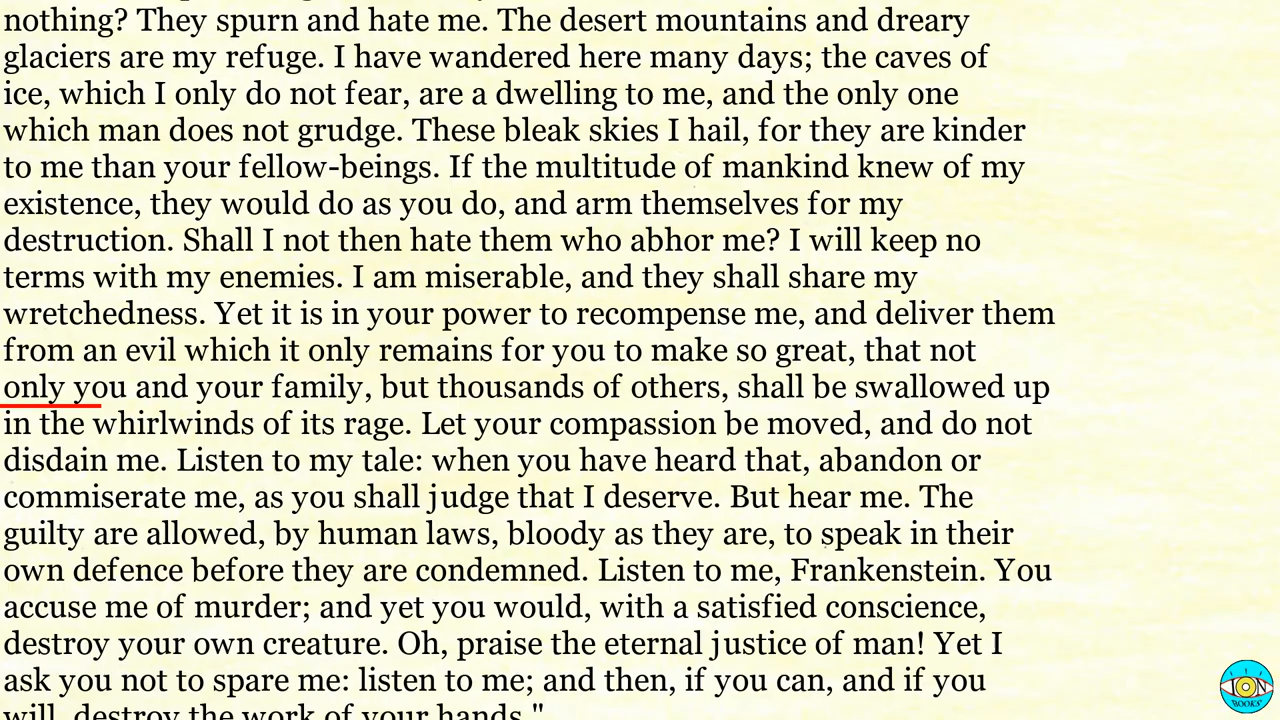 nothing? They spurn and hate me. The desert mountains and dreary
glaciers are my refuge. I have wandered here many days; the caves of
ice, which I only do not fear, are a dwelling to me, and the only one
which man does not grudge. These bleak skies I hail, for they are kinder
to me than your fellow-beings. If the multitude of mankind knew of my
existence, they would do as you do, and arm themselves for my
destruction. Shall I not then hate them who abhor me? I will keep no
terms with my enemies. I am miserable, and they shall share my
wretchedness. Yet it is in your power to recompense me, and deliver them
from an evil which it only remains for you to make so great, that not
only you and your family, but thousands of others, shall be swallowed up
in the whirlwinds of its rage. Let your compassion be moved, and do not
disdain me. Listen to my tale: when you have heard that, abandon or
commiserate me, as you shall judge that I deserve. But hear me. The
guilty are allowed, by human laws, bloody as they are, to speak in their
own defence before they are condemned. Listen to me, Frankenstein. You
accuse me of murder; and yet you would, with a satisfied conscience,
destroy your own creature. Oh, praise the eternal justice of man! Yet I
ask you not to spare me: listen to me; and then, if you can, and if you
will, destroy the work of your hands."
ION
BOOKS